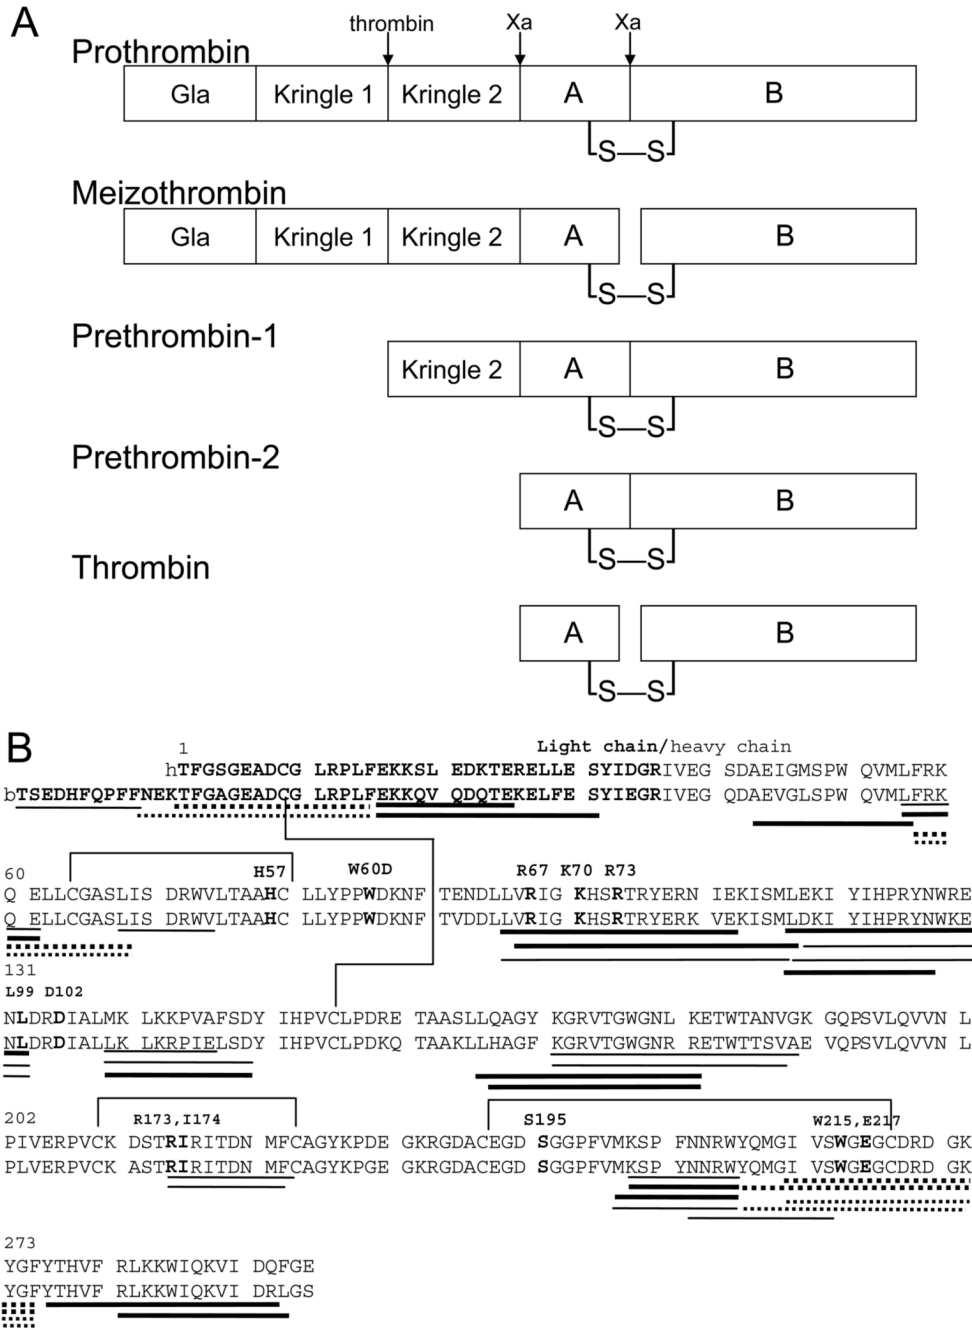 A
thrombin Xa Xa
Prothrombin
Gla Kringle 1 Kringle 2 A B
S S
Meizothrombin
Gla Kringle 1 Kringle 2 A B
S S
Prethrombin-1
Kringle 2 A B
S S
Prethrombin-2
A B
S S
Thrombin
A B
S S
B
1 Light chain/heavy chain
hTFGSGEADCG LRPLFEKKSL EDKTERELLE SYIDGRIVEG SDAEIGMSPW QVMLFRK
bTSEDHFQPFFNEKTFGAGEADCG LRPLFEKKQV QDQTEKELFE SYIEGRIVEG QDAEVGLSPW QVMLFRK
60 H57 W60D R67 K70 R73
Q ELLCGASLIS DRWVLTAAHC LLYPPWDKNF TENDLLVRIG KHSRTRYERN IEKISMLEKI YIHPRYNWRE
Q ELLCGASLIS DRWVLTAAHC LLYPPWDKNF TVDDLLVRIG KHSRTRYERK VEKISMLDKI YIHPRYNWKE
131
L99 D102
NLDRDIALMK LKKPVAFSDY IHPVCLPDRE TAASLLQAGY KGRVTGWGNL KETWTANVGK GQPSVLQVVN L
NLDRDIALLK LKRPIELSDY IHPVCLPDKQ TAAKLLHAGF KGRVTGWGNR RETWTTSVAE VQPSVLQVVN L
202 R173,I174 S195 W215,E217
PIVERPVCK DSTRIRITDN MFCAGYKPDE GKRGDACEGD SGGPFVMKSP FNNRWYQMGI VSWGEGCDRD GK
PLVERPVCK ASTRIRITDN MFCAGYKPGE GKRGDACEGD SGGPFVMKSP YNNRWYQMGI VSWGEGCDRD GK
273
YGFYTHVF RLKKWIQKVI DQFGE
YGFYTHVF RLKKWIQKVI DRLGS